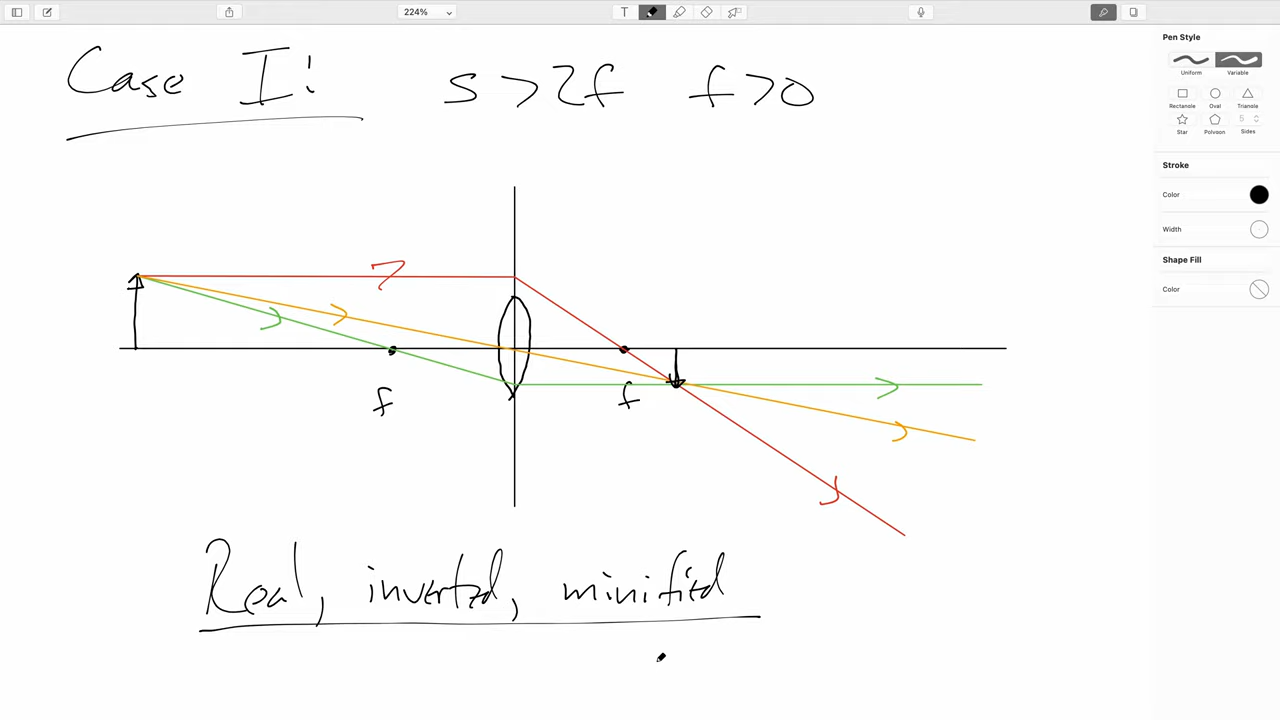 224%
T
Pen Style
Uniform Variable
Rectangle Oval Triangle
Star Polygon 5 Sides
Stroke
Color
Width
Shape Fill
Color
Case I: s>2f f>0
f f
Real, inverted, minified